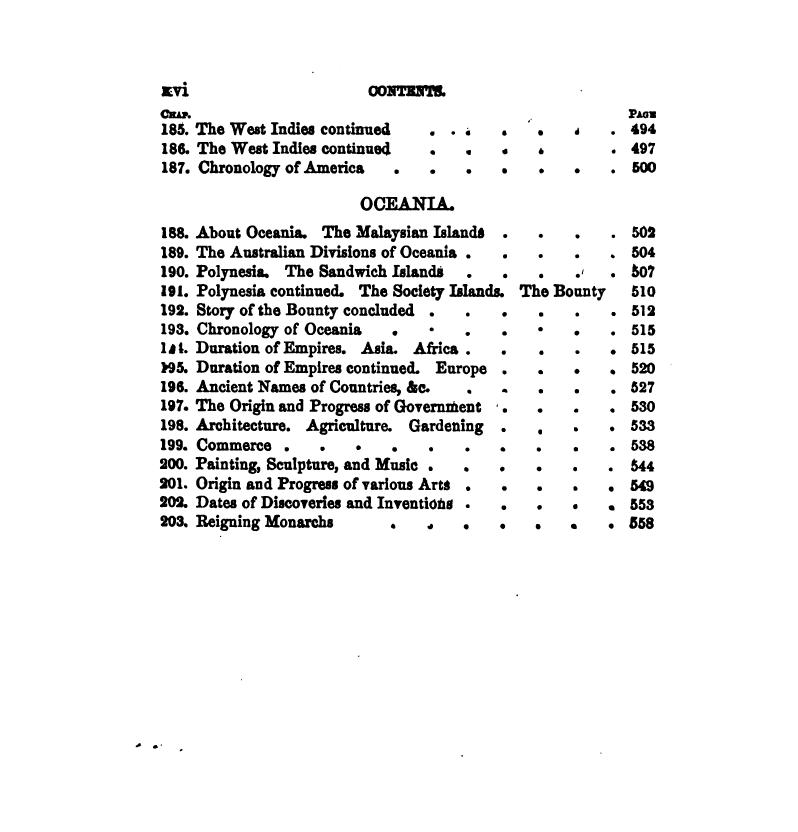 xvi CONTENTS.
CHAP. PAGE
185. The West Indies continued . . . . . . . 494
186. The West Indies continued . . . . . 497
187. Chronology of America . . . . . . . 500
OCEANIA.
188. About Oceania. The Malaysian Islands . . . . 502
189. The Australian Divisions of Oceania . . . . . 504
190. Polynesia. The Sandwich Islands . . . . . 507
191. Polynesia continued. The Society Islands. The Bounty 510
192. Story of the Bounty concluded . . . . . . 512
193. Chronology of Oceania . . . . . . . 515
194. Duration of Empires. Asia. Africa . . . . . 515
195. Duration of Empires continued. Europe . . . . 520
196. Ancient Names of Countries, &c. . . . . . 527
197. The Origin and Progress of Government . . . . 530
198. Architecture. Agriculture. Gardening . . . . 533
199. Commerce . . . . . . . . . . 538
200. Painting, Sculpture, and Music . . . . . . 544
201. Origin and Progress of various Arts . . . . . 549
202. Dates of Discoveries and Inventions . . . . . 553
203. Reigning Monarchs . . . . . . . 558